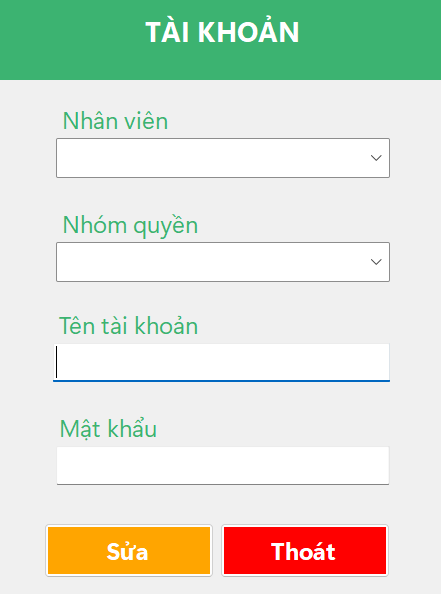 TÀI KHOẢN
Nhân viên
Nhóm quyền
Tên tài khoản
Mật khẩu
Sửa
Thoát